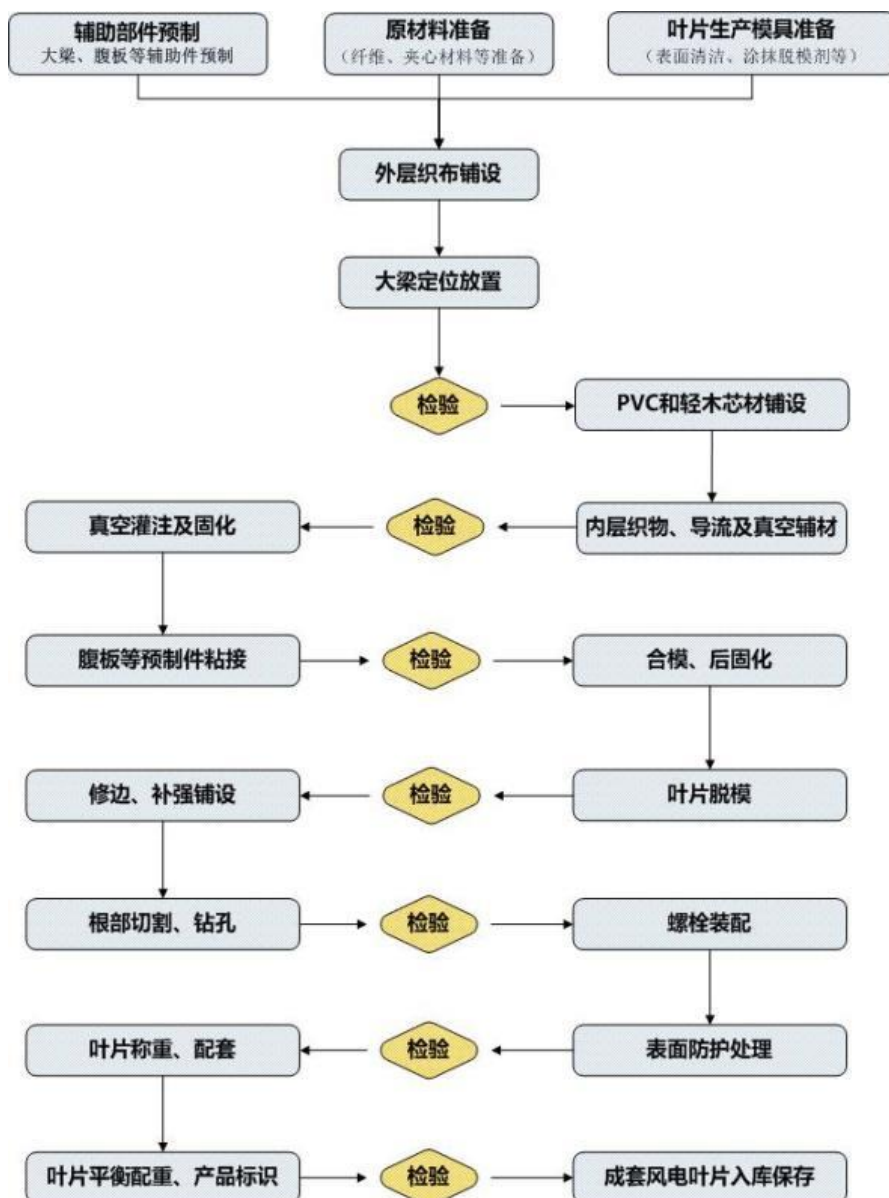 辅助部件预制
大梁、腹板等辅助件预制
原材料准备
（纤维、夹心材料等准备）
叶片生产模具准备
（表面清洁、涂抹脱模剂等）
外层织布铺设
大梁定位放置
检验
PVC和轻木芯材铺设
真空灌注及固化
检验
内层织物、导流及真空辅材
腹板等预制件粘接
检验
合模、后固化
修边、补强铺设
检验
叶片脱模
根部切割、钻孔
检验
螺栓装配
叶片称重、配套
检验
表面防护处理
叶片平衡配重、产品标识
检验
成套风电叶片入库保存